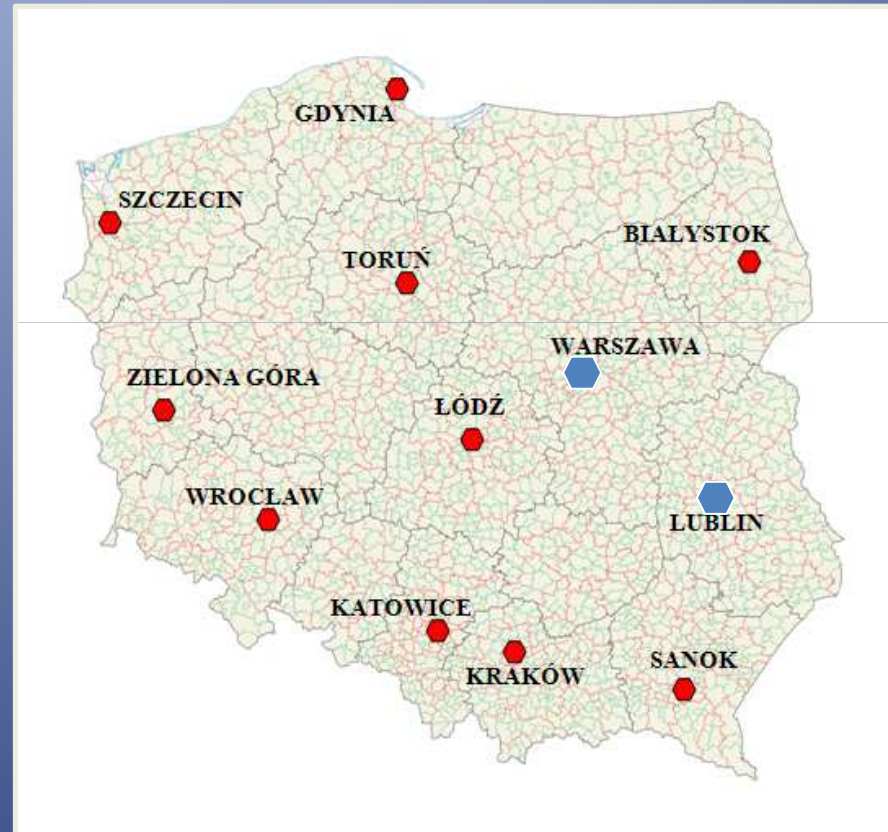 GDYNIA
SZCZECIN
BIAŁYSTOK
TORUŃ
WARSZAWA
ZIELONA GÓRA
ŁÓDŹ
WROCŁAW
LUBLIN
KATOWICE
SANOK
KRAKÓW